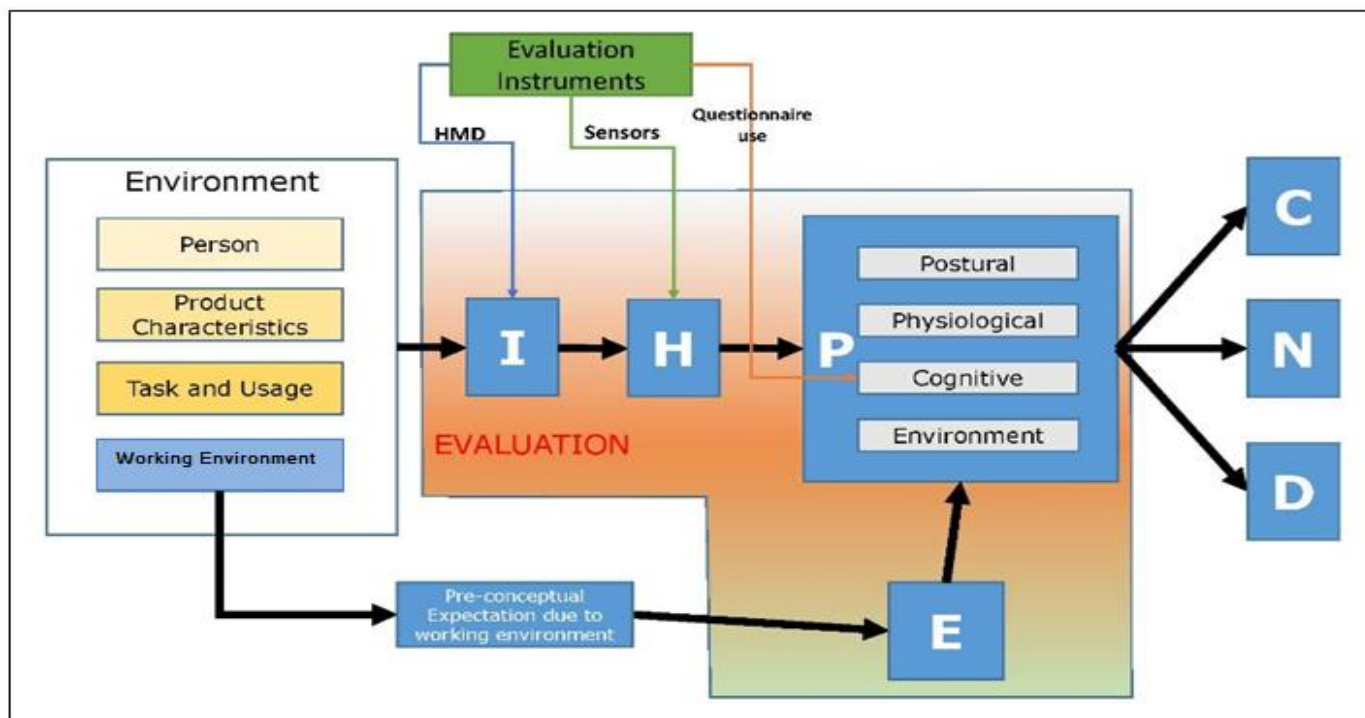 Evaluation
Instruments
HMD
Sensors
Questionnaire
use
Environment
Person
Product
Characteristics
Task and Usage
Working Environment
I
H
P
Postural
Physiological
Cognitive
Environment
EVALUATION
C
N
D
Pre-conceptual
Expectation due to
working environment
E